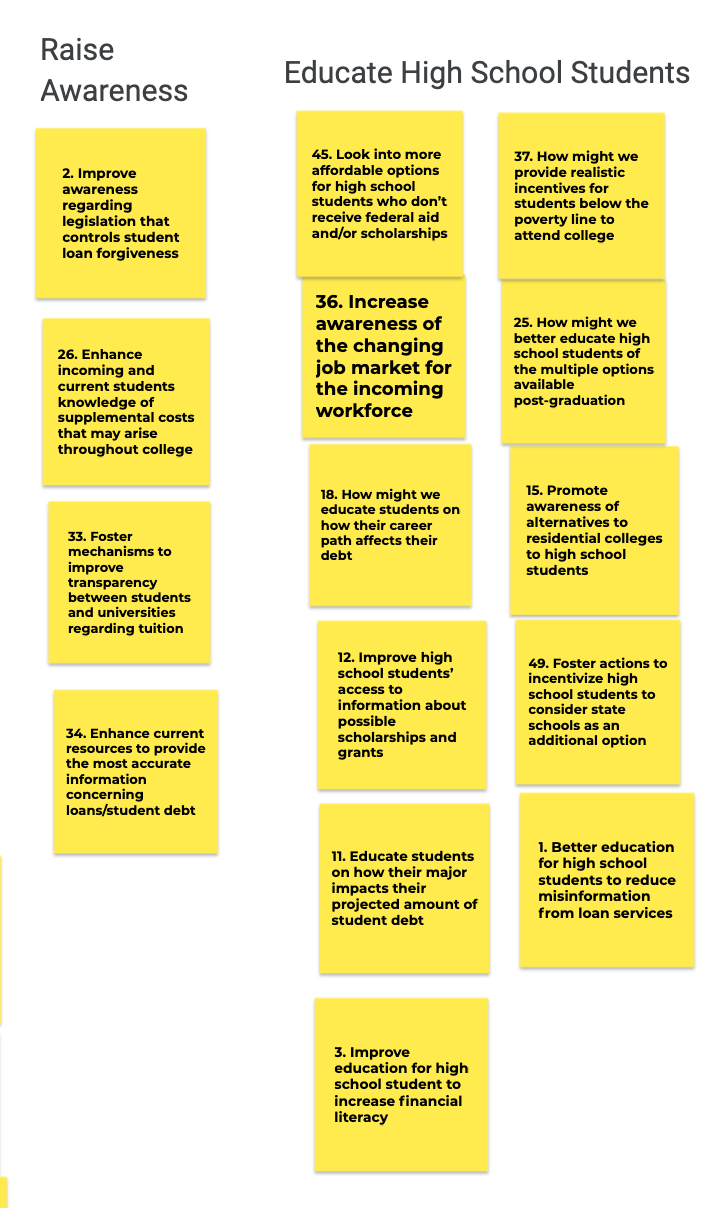 Raise
Awareness
2. Improve
awareness
regarding
legislation that
controls student
loan forgiveness
26. Enhance
incoming and
current students
knowledge of
supplemental costs
that may arise
throughout college
33. Foster
mechanisms to
improve
transparency
between students
and universities
regarding tuition
34. Enhance current
resources to provide
the most accurate
information
concerning
loans/student debt
Educate High School Students
45. Look into more
affordable options
for high school
students who don’t
receive federal aid
and/or scholarships
36. Increase
awareness of
the changing
job market for
the incoming
workforce
18. How might we
educate students on
how their career
path affects their
debt
12. Improve high
school students’
access to
information about
possible
scholarships and
grants
11. Educate students
on how their major
impacts their
projected amount of
student debt
3. Improve
education for high
school student to
increase financial
literacy
37. How might we
provide realistic
incentives for
students below the
poverty line to
attend college
25. How might we
better educate high
school students of
the multiple options
available
post-graduation
15. Promote
awareness of
alternatives to
residential colleges
to high school
students
49. Foster actions to
incentivize high
school students to
consider state
schools as an
additional option
1. Better education
for high school
students to reduce
misinformation
from loan services